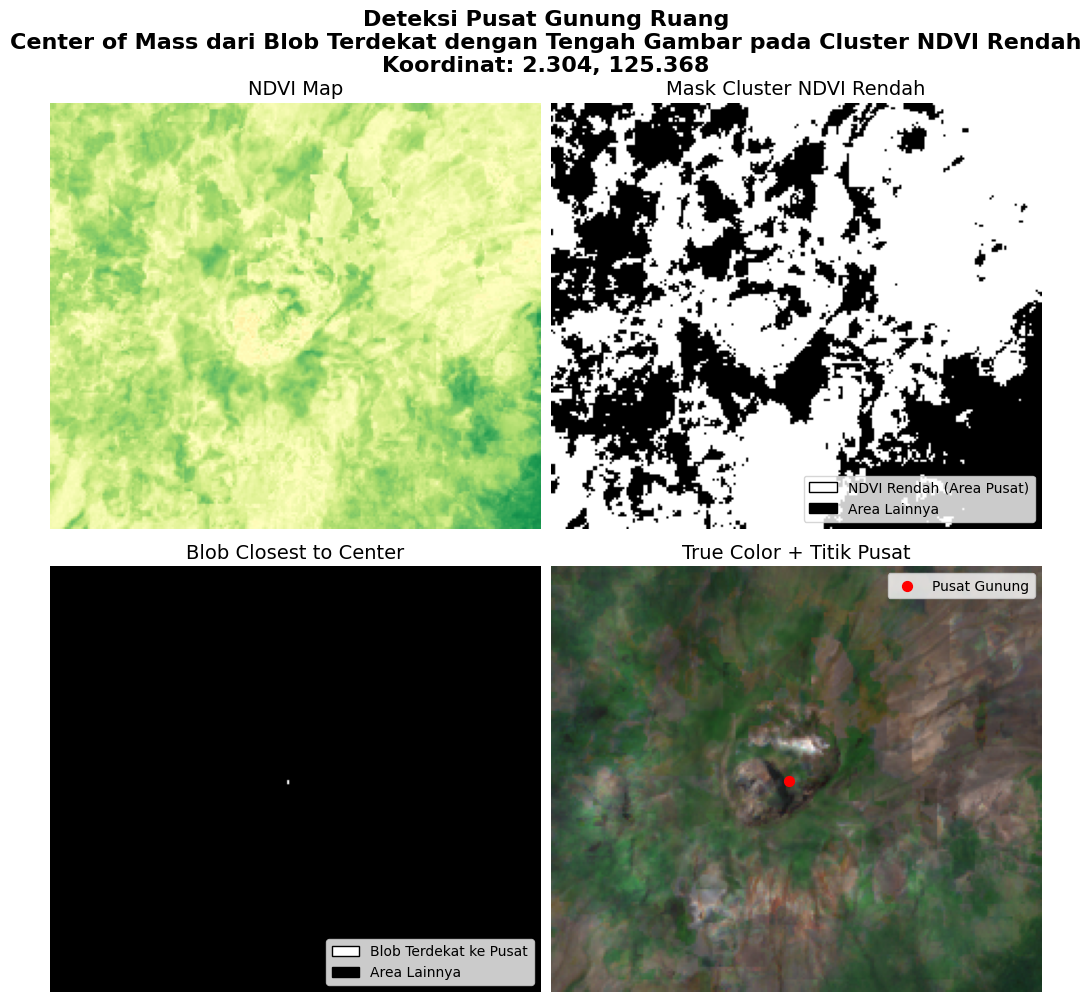 Deteksi Pusat Gunung Ruang
Center of Mass dari Blob Terdekat dengan Tengah Gambar pada Cluster NDVI Rendah
Koordinat: 2.304, 125.368
NDVI Map
Mask Cluster NDVI Rendah
NDVI Rendah (Area Pusat)
Area Lainnya
Blob Closest to Center
True Color + Titik Pusat
Pusat Gunung
Blob Terdekat ke Pusat
Area Lainnya